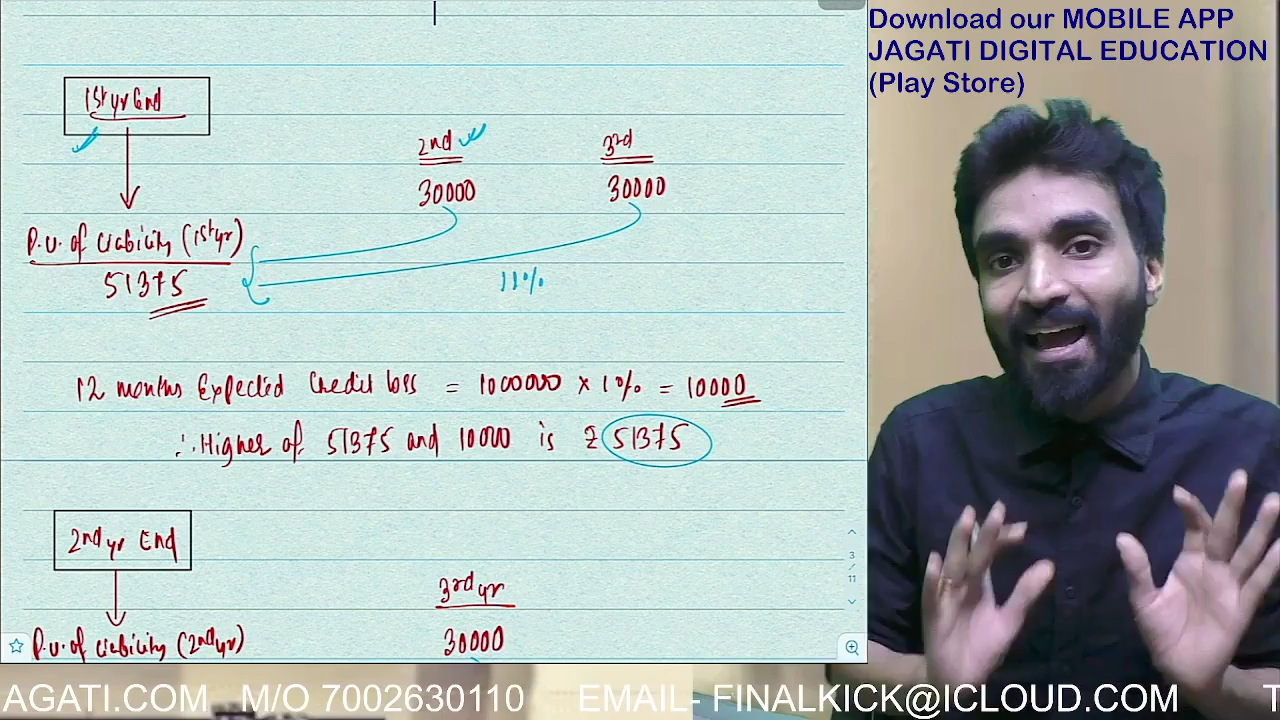 Download our MOBILE APP
JAGATI DIGITAL EDUCATION
(Play Store)
1st yr End
2nd 3rd
30000 30000
P.V. of liability (1st yr)
51375
11%
12 months Expected Credit loss = 1000000 × 1% = 10000
∴ Higher of 51375 and 10000 is ₹ 51375
2nd yr End
3rd yr
P.V. of liability (2nd yr) 30000
3
/
11
AGATI.COM M/O 7002630110 EMAIL- FINALKICK@ICLOUD.COM T